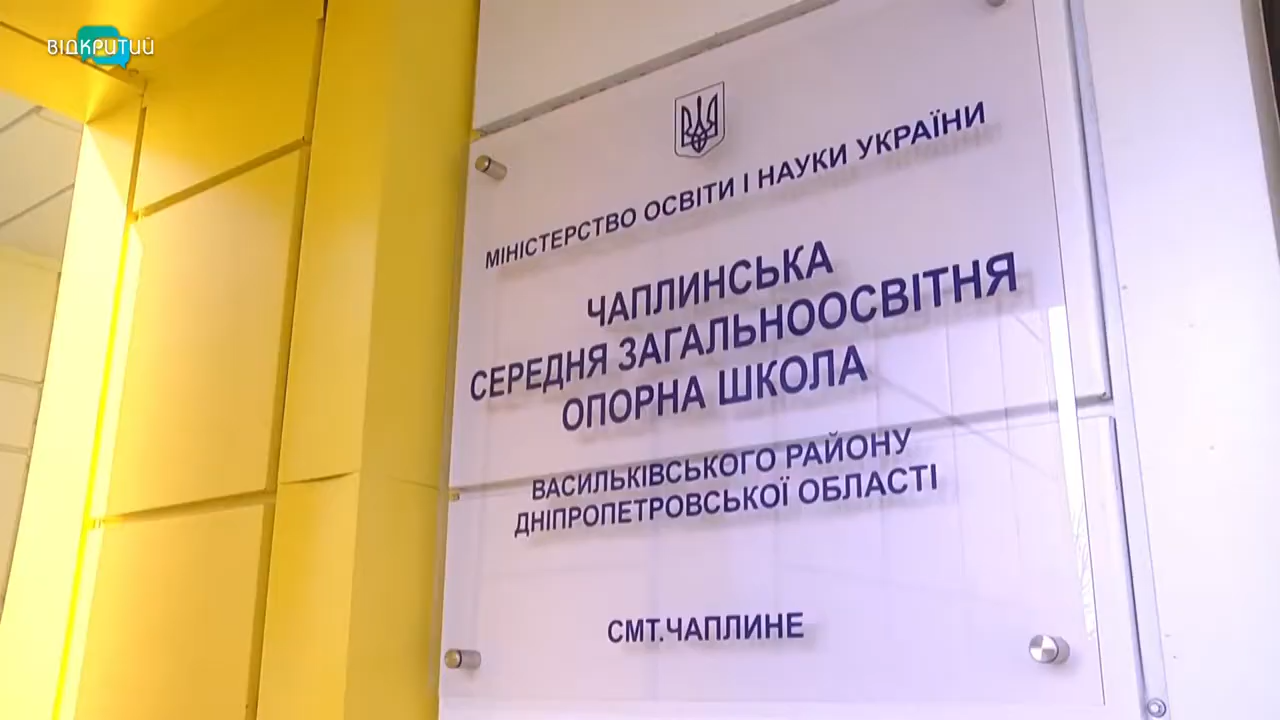 ВІДКРИТИЙ
МІНІСТЕРСТВО ОСВІТИ І НАУКИ УКРАЇНИ
ЧАПЛИНСЬКА
СЕРЕДНЯ ЗАГАЛЬНООСВІТНЯ
ОПОРНА ШКОЛА
ВАСИЛЬКІВСЬКОГО РАЙОНУ
ДНІПРОПЕТРОВСЬКОЇ ОБЛАСТІ
СМТ.ЧАПЛИНЕ